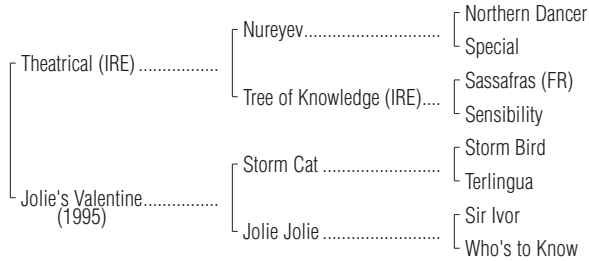 Northern Dancer
Nureyev
Special
Theatrical (IRE)
Sassafras (FR)
Tree of Knowledge (IRE)
Sensibility
Storm Bird
Storm Cat
Terlingua
Jolie's Valentine
(1995)
Sir Ivor
Jolie Jolie
Who's to Know